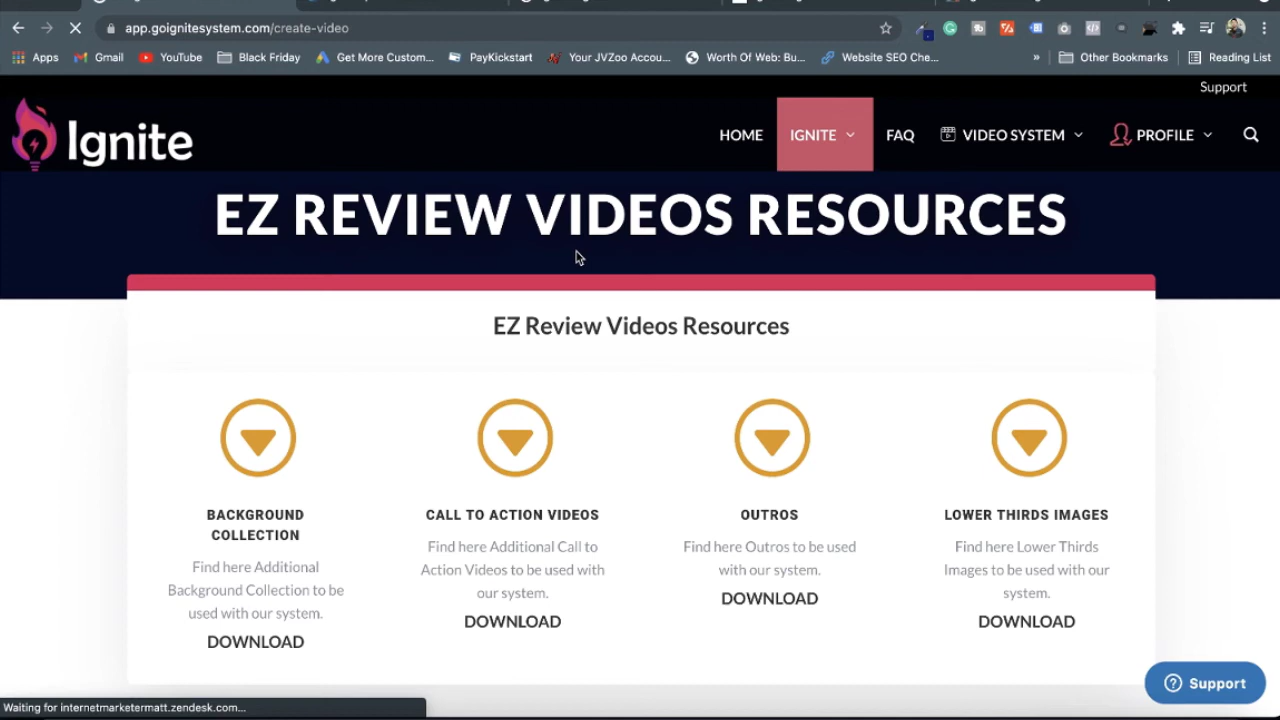 app.goignitesystem.com/create-video
Apps
Gmail
YouTube
Black Friday
Get More Custom...
PayKickstart
Your JVZoo Accou...
Worth Of Web: Bu...
Website SEO Che...
»
Other Bookmarks
Reading List
Support
Ignite
HOME
IGNITE
FAQ
VIDEO SYSTEM
PROFILE
EZ REVIEW VIDEOS RESOURCES
EZ Review Videos Resources
BACKGROUND
COLLECTION
Find here Additional
Background Collection to be
used with our system.
DOWNLOAD
CALL TO ACTION VIDEOS
Find here Additional Call to
Action Videos to be used with
our system.
DOWNLOAD
OUTROS
Find here Outros to be used
with our system.
DOWNLOAD
LOWER THIRDS IMAGES
Find here Lower Thirds
Images to be used with our
system.
DOWNLOAD
Support
Waiting for internetmarketermatt.zendesk.com...